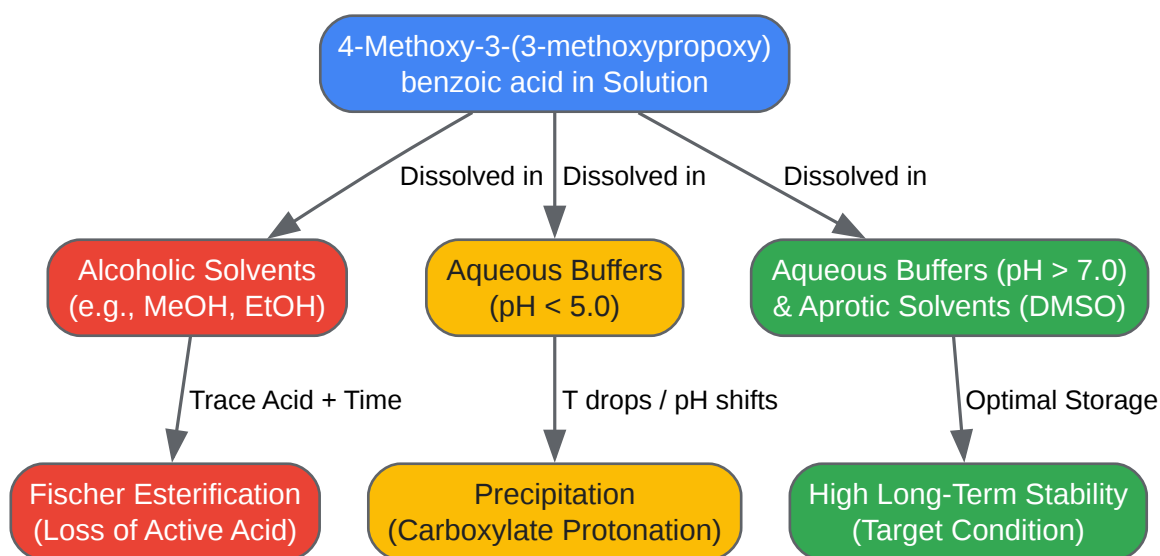 4-Methoxy-3-(3-methoxypropoxy)
benzoic acid in Solution
Dissolved in
Dissolved in
Dissolved in
Alcoholic Solvents
(e.g., MeOH, EtOH)
Aqueous Buffers
(pH < 5.0)
Aqueous Buffers (pH > 7.0)
& Aprotic Solvents (DMSO)
Trace Acid + Time
T drops / pH shifts
Optimal Storage
Fischer Esterification
(Loss of Active Acid)
Precipitation
(Carboxylate Protonation)
High Long-Term Stability
(Target Condition)